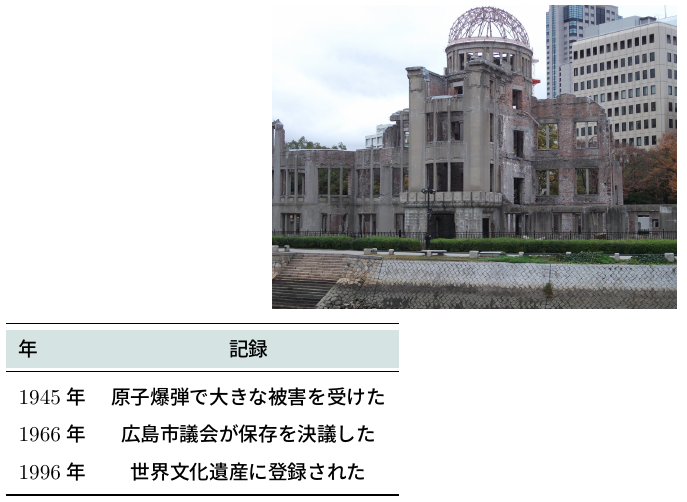 年 記録
1945 年 原子爆弾で大きな被害を受けた
1966 年 広島市議会が保存を決議した
1996 年 世界文化遺産に登録された